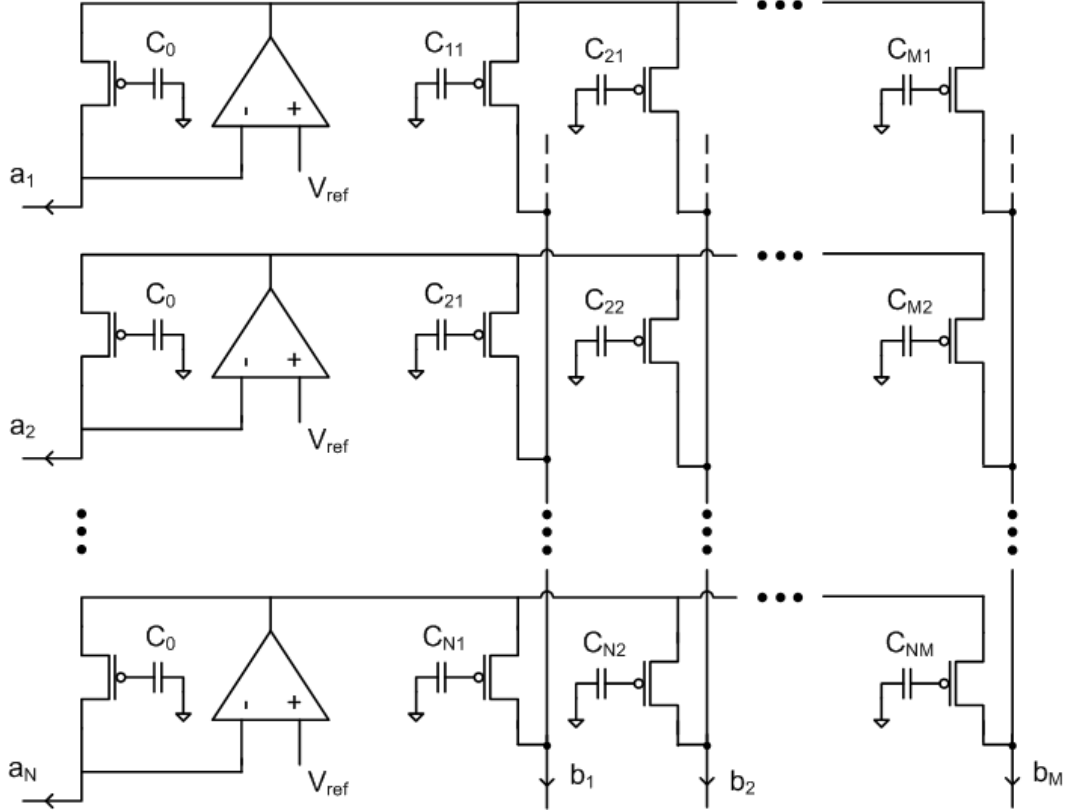 C0 C11 C21 CM1
- +
a1 Vref
C0 C21 C22 CM2
- +
a2 Vref
C0 CN1 CN2 CNM
- +
aN Vref b1 b2 bM